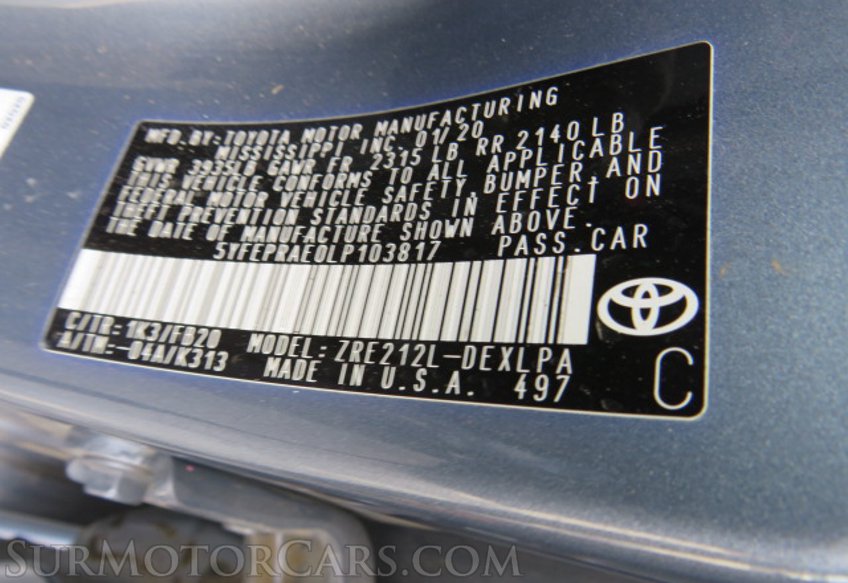 MFD.BY:TOYOTA MOTOR MANUFACTURING
MISSISSIPPI INC. 01/20
GVWR 3935LB GAWR FR 2315 LB RR 2140 LB
THIS VEHICLE CONFORMS TO ALL APPLICABLE
FEDERAL MOTOR VEHICLE SAFETY,BUMPER,AND
THEFT PREVENTION STANDARDS IN EFFECT ON
THE DATE OF MANUFACTURE SHOWN ABOVE.
5YFEPRAE0LP103817 PASS.CAR
C/TR: 1K3/FB20 MODEL: ZRE212L-DEXLPA
A/TM: -04A/K313 MADE IN U.S.A. 497
C
SURMOTORCARS.COM